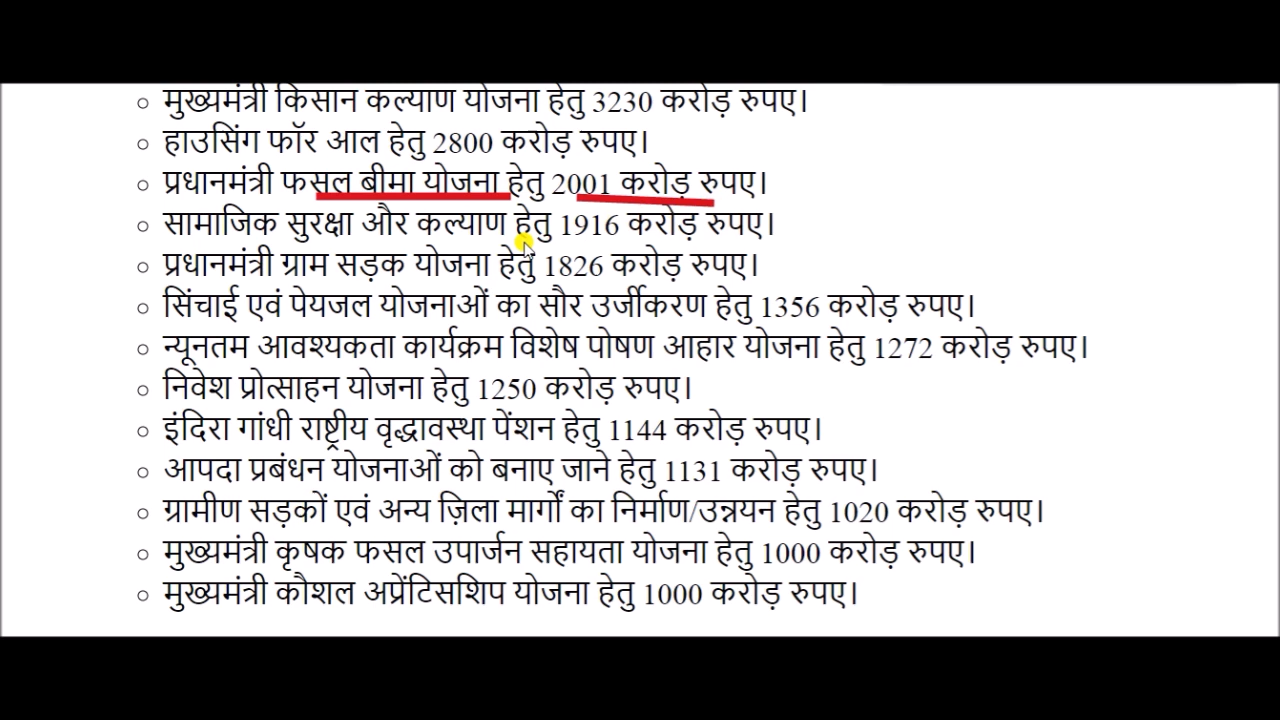 मुख्यमंत्री किसान कल्याण योजना हेतु 3230 करोड़ रुपए।
हाउसिंग फॉर आल हेतु 2800 करोड़ रुपए।
प्रधानमंत्री फसल बीमा योजना हेतु 2001 करोड़ रुपए।
सामाजिक सुरक्षा और कल्याण हेतु 1916 करोड़ रुपए।
प्रधानमंत्री ग्राम सड़क योजना हेतु 1826 करोड़ रुपए।
सिंचाई एवं पेयजल योजनाओं का सौर उर्जीकरण हेतु 1356 करोड़ रुपए।
न्यूनतम आवश्यकता कार्यक्रम विशेष पोषण आहार योजना हेतु 1272 करोड़ रुपए।
निवेश प्रोत्साहन योजना हेतु 1250 करोड़ रुपए।
इंदिरा गांधी राष्ट्रीय वृद्धावस्था पेंशन हेतु 1144 करोड़ रुपए।
आपदा प्रबंधन योजनाओं को बनाए जाने हेतु 1131 करोड़ रुपए।
ग्रामीण सड़कों एवं अन्य ज़िला मार्गों का निर्माण/उन्नयन हेतु 1020 करोड़ रुपए।
मुख्यमंत्री कृषक फसल उपार्जन सहायता योजना हेतु 1000 करोड़ रुपए।
मुख्यमंत्री कौशल अप्रेंटिसशिप योजना हेतु 1000 करोड़ रुपए।